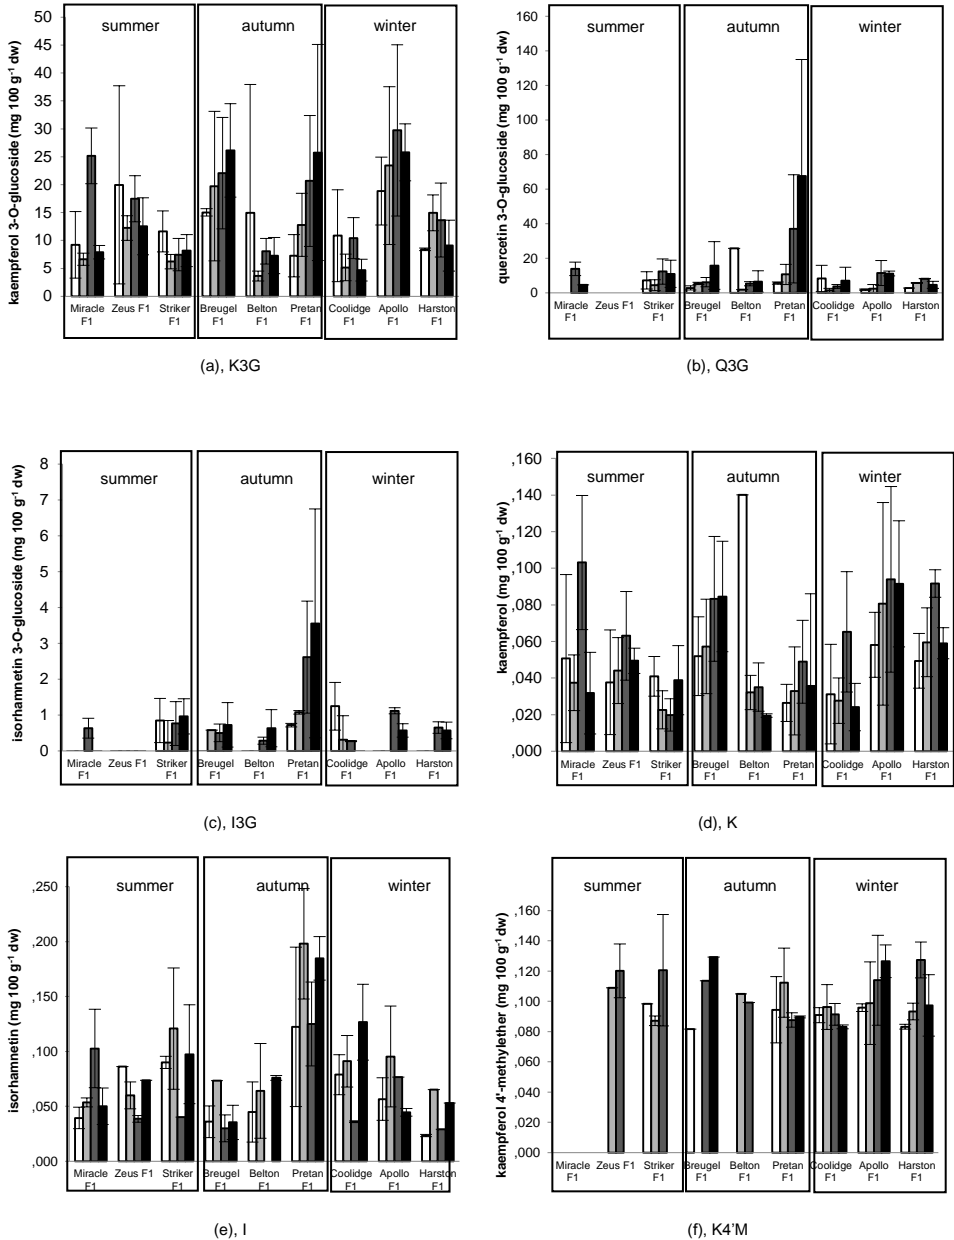 kaempferol 3-O-glucoside (mg 100 g⁻¹ dw)
50
45
40
35
30
25
20
15
10
5
0
summer
autumn
winter
Miracle F1
Zeus F1
Striker F1
Breugel F1
Belton F1
Pretan F1
Coolidge F1
Apollo F1
Harston F1
(a), K3G
quercetin 3-O-glucoside (mg 100 g⁻¹ dw)
160
140
120
100
80
60
40
20
0
summer
autumn
winter
Miracle F1
Zeus F1
Striker F1
Breugel F1
Belton F1
Pretan F1
Coolidge F1
Apollo F1
Harston F1
(b), Q3G
isorhamnetin 3-O-glucoside (mg 100 g⁻¹ dw)
8
7
6
5
4
3
2
1
0
summer
autumn
winter
Miracle F1
Zeus F1
Striker F1
Breugel F1
Belton F1
Pretan F1
Coolidge F1
Apollo F1
Harston F1
(c), I3G
kaempferol (mg 100 g⁻¹ dw)
,160
,140
,120
,100
,080
,060
,040
,020
,000
summer
autumn
winter
Miracle F1
Zeus F1
Striker F1
Breugel F1
Belton F1
Pretan F1
Coolidge F1
Apollo F1
Harston F1
(d), K
isorhamnetin (mg 100 g⁻¹ dw)
,250
,200
,150
,100
,050
,000
summer
autumn
winter
Miracle F1
Zeus F1
Striker F1
Breugel F1
Belton F1
Pretan F1
Coolidge F1
Apollo F1
Harston F1
(e), I
kaempferol 4'-methylether (mg 100 g⁻¹ dw)
,160
,140
,120
,100
,080
,060
,040
,020
,000
summer
autumn
winter
Miracle F1
Zeus F1
Striker F1
Breugel F1
Belton F1
Pretan F1
Coolidge F1
Apollo F1
Harston F1
(f), K4'M